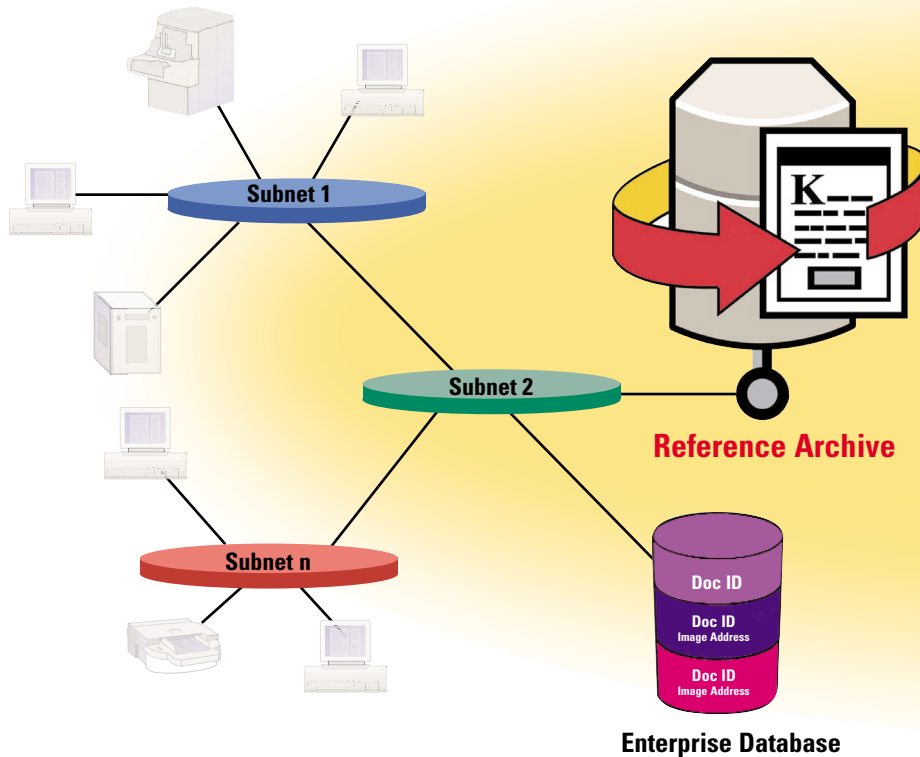 Subnet 1
K
Subnet 2
Reference Archive
Subnet n
Doc ID
Doc ID
Image Address
Doc ID
Image Address
Enterprise Database